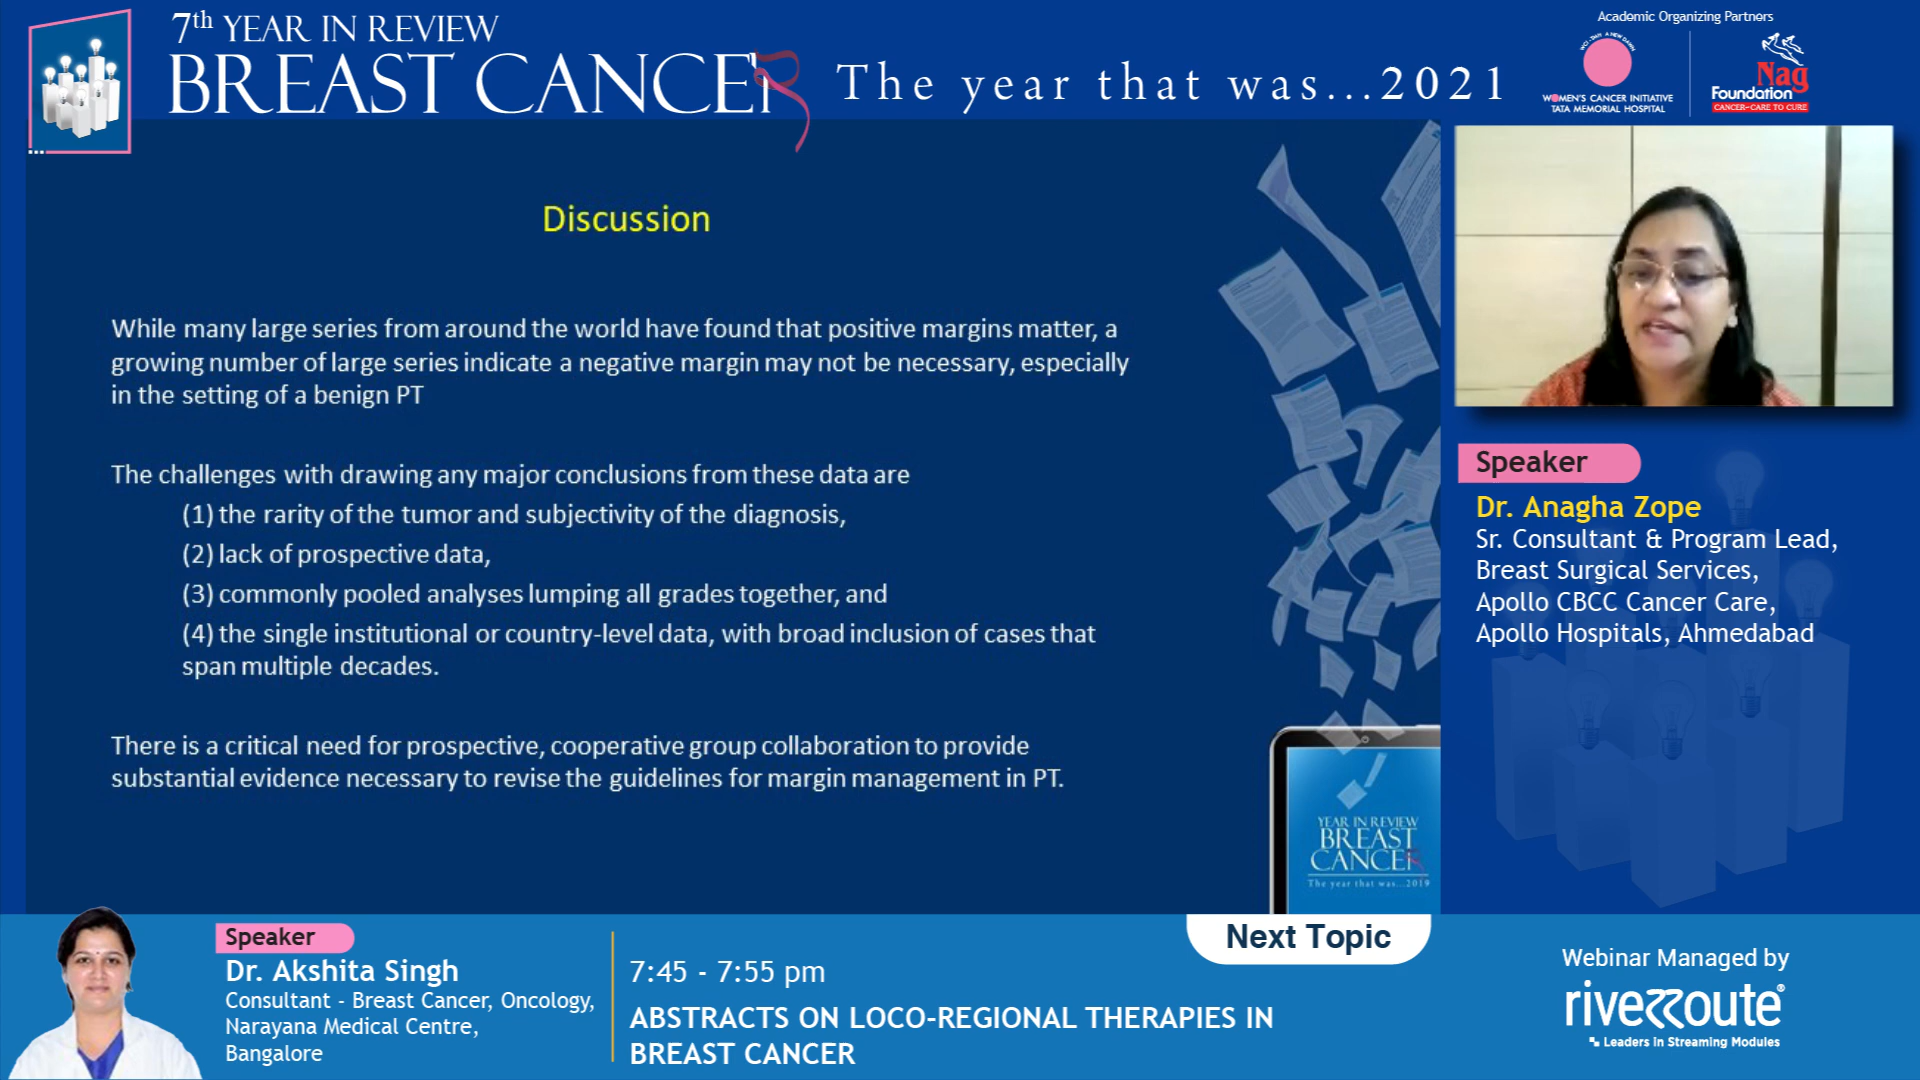 7th YEAR IN REVIEW
BREAST CANCER
The year that was...2021
Academic Organizing Partners
WOMEN'S CANCER INITIATIVE
TATA MEMORIAL HOSPITAL
Nag
Foundation
CANCER-CARE TO CURE
Discussion
While many large series from around the world have found that positive margins matter, a
growing number of large series indicate a negative margin may not be necessary, especially
in the setting of a benign PT
The challenges with drawing any major conclusions from these data are
(1) the rarity of the tumor and subjectivity of the diagnosis,
(2) lack of prospective data,
(3) commonly pooled analyses lumping all grades together, and
(4) the single institutional or country-level data, with broad inclusion of cases that
span multiple decades.
There is a critical need for prospective, cooperative group collaboration to provide
substantial evidence necessary to revise the guidelines for margin management in PT.
YEAR IN REVIEW
BREAST
CANCER
The year that was...2019
Speaker
Dr. Anagha Zope
Sr. Consultant & Program Lead,
Breast Surgical Services,
Apollo CBCC Cancer Care,
Apollo Hospitals, Ahmedabad
Speaker
Dr. Akshita Singh
Consultant - Breast Cancer, Oncology,
Narayana Medical Centre,
Bangalore
Next Topic
7:45 - 7:55 pm
ABSTRACTS ON LOCO-REGIONAL THERAPIES IN
BREAST CANCER
Webinar Managed by
riverroute®
Leaders in Streaming Modules